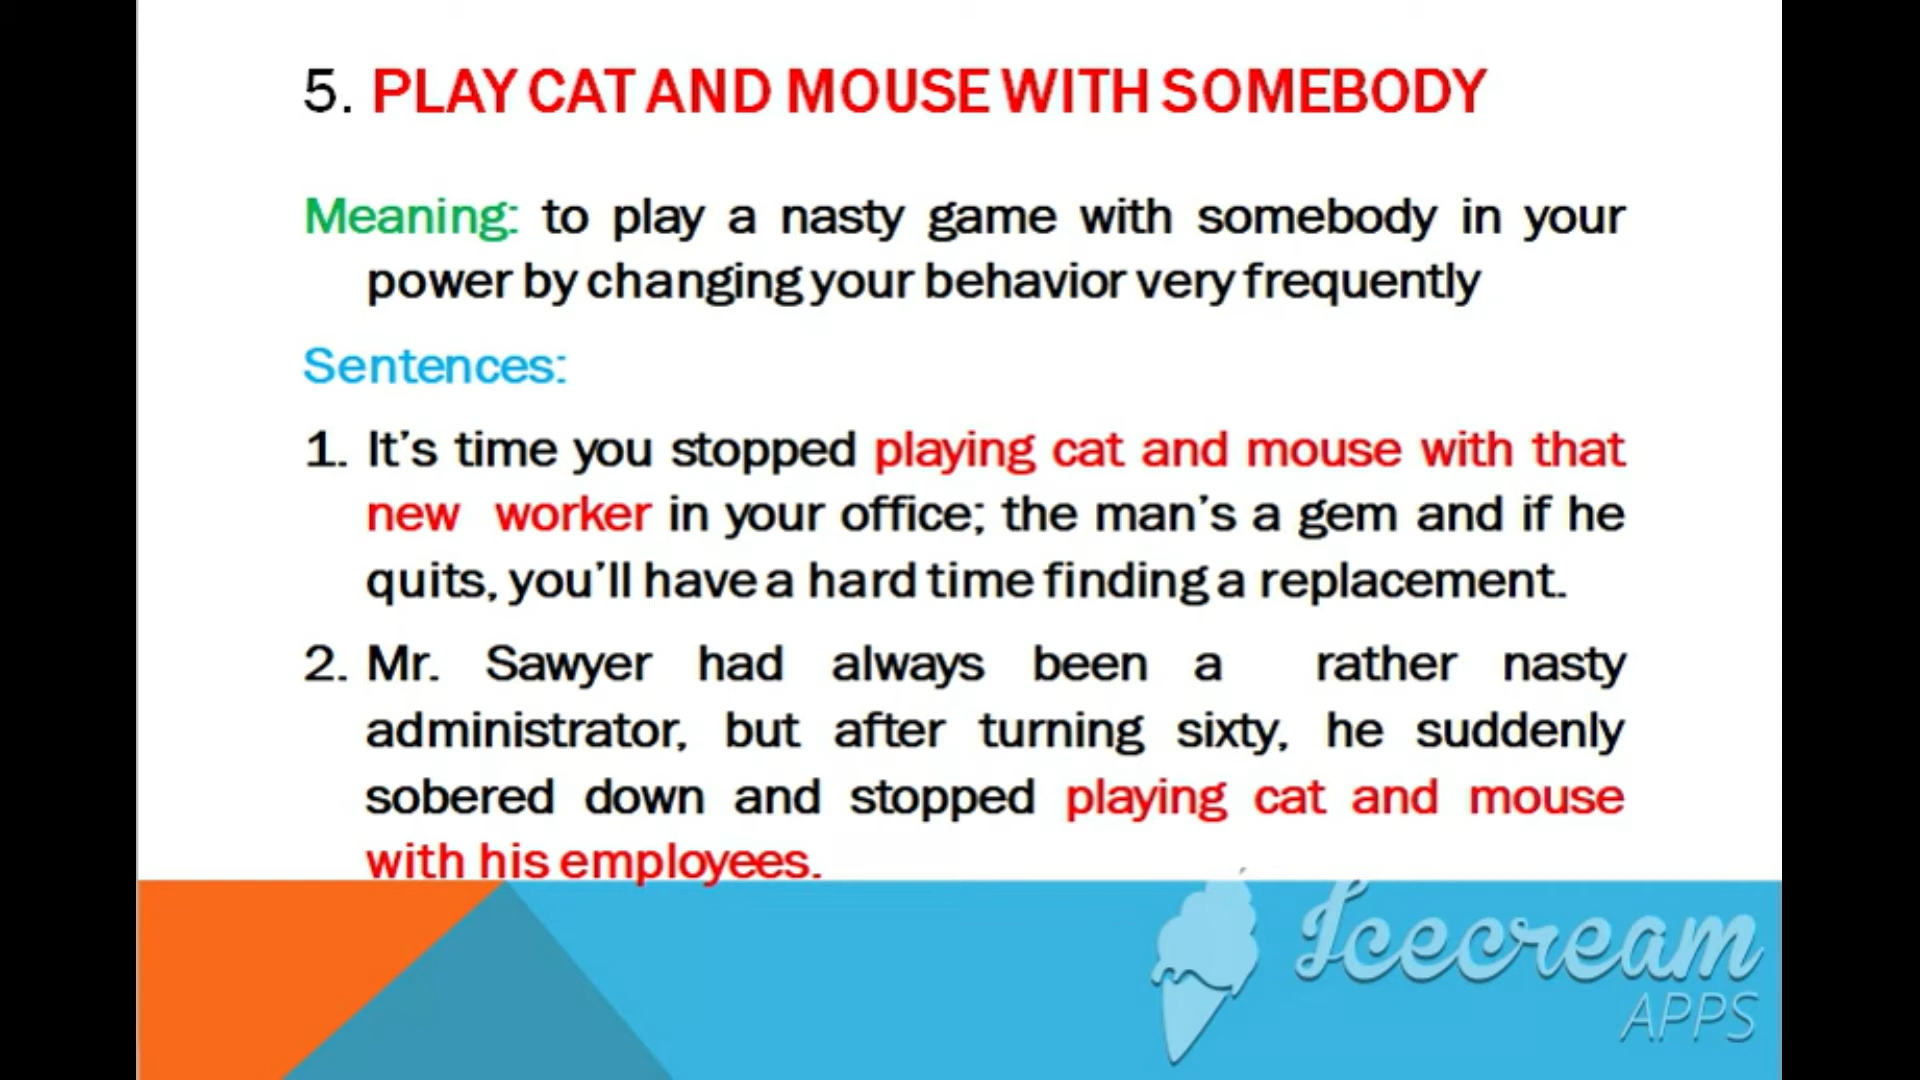 5. PLAY CAT AND MOUSE WITH SOMEBODY
Meaning: to play a nasty game with somebody in your
power by changing your behavior very frequently
Sentences:
1. It’s time you stopped playing cat and mouse with that
new worker in your office; the man’s a gem and if he
quits, you’ll have a hard time finding a replacement.
2. Mr. Sawyer had always been a rather nasty
administrator, but after turning sixty, he suddenly
sobered down and stopped playing cat and mouse
with his employees.
Icecream
APPS